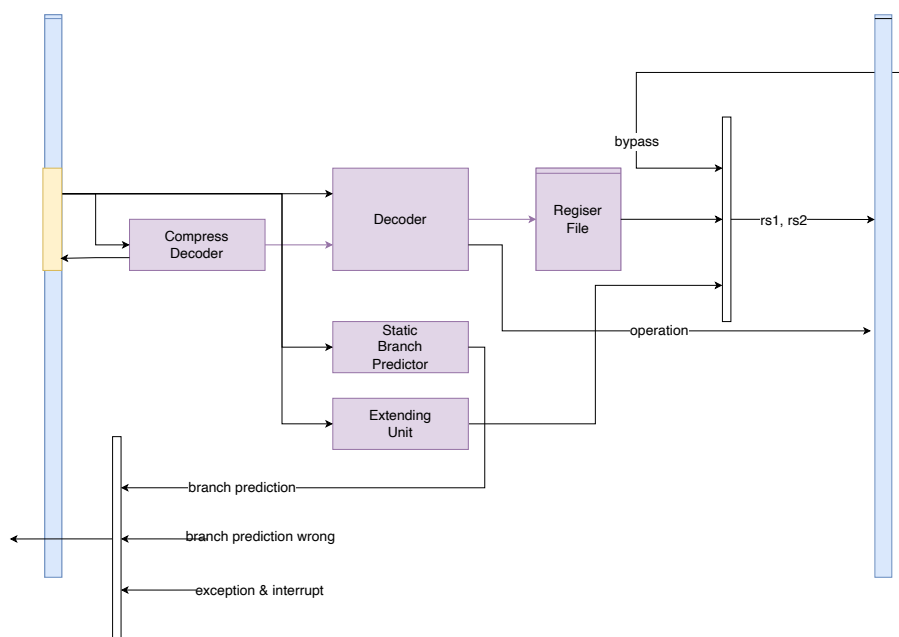 bypass
Compress
Decoder
Decoder
Regiser
File
rs1, rs2
Static
Branch
Predictor
operation
Extending
Unit
branch prediction
branch prediction wrong
exception & interrupt